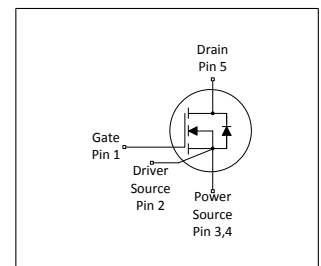 Drain
Pin 5
Gate
Pin 1
Driver
Source
Pin 2
Power
Source
Pin 3,4